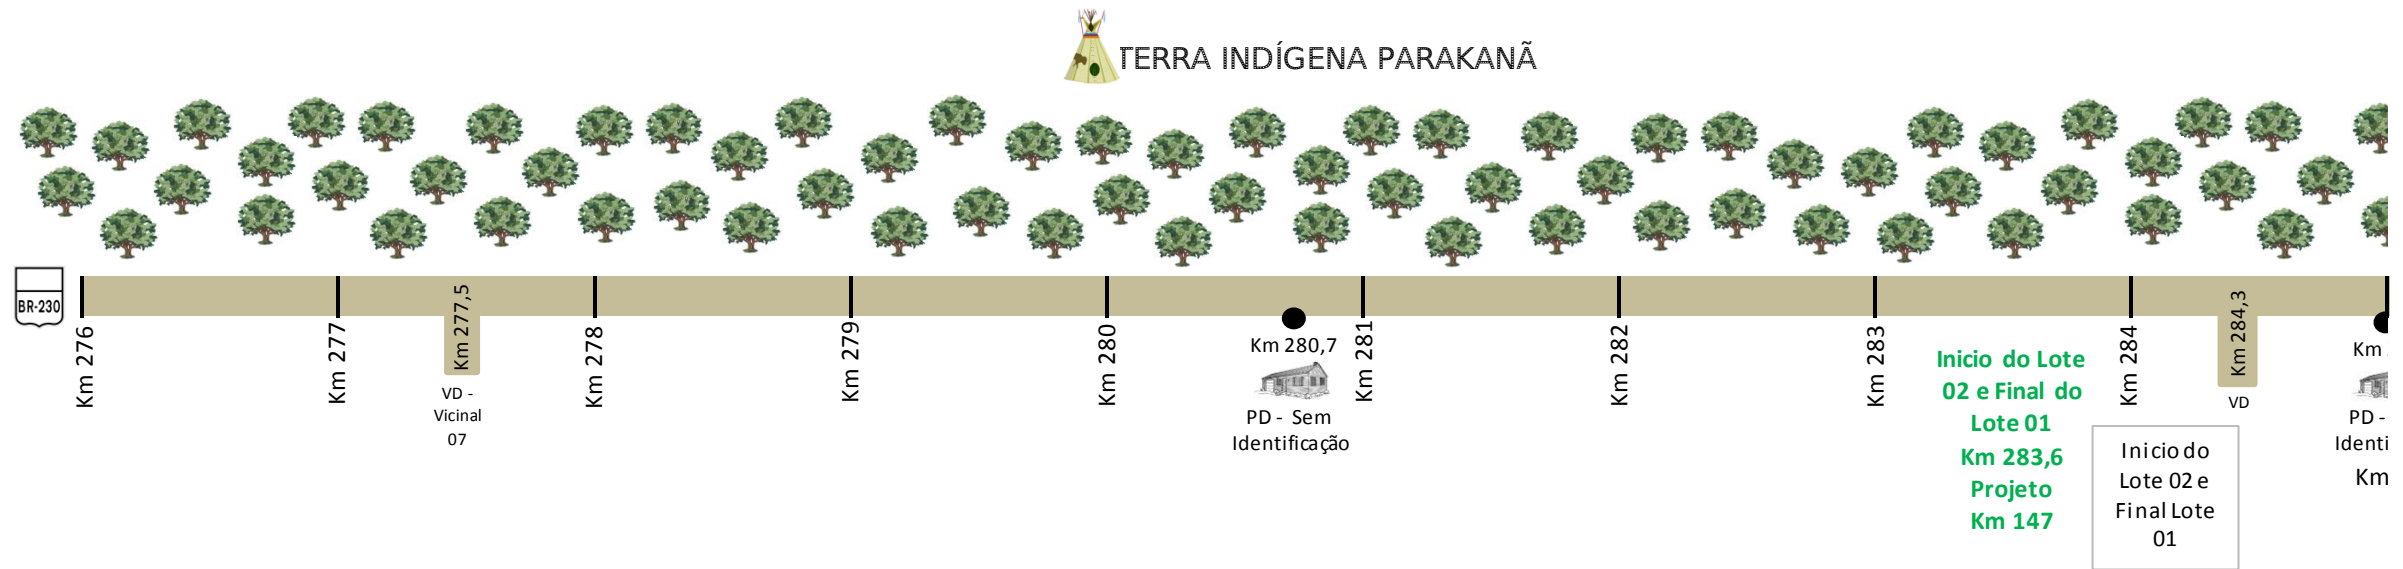 TERRA INDÍGENA PARAKANÃ
BR-230
Km 276
Km 277
Km 277,5
VD -
Vicinal
07
Km 278
Km 279
Km 280
Km 280,7
PD - Sem
Identificação
Km 281
Km 282
Km 283
Inicio do Lote
02 e Final do
Lote 01
Km 283,6
Projeto
Km 147
Km 284
Inicio do
Lote 02 e
Final Lote
01
Km 284,3
VD
Km
PD -
Km